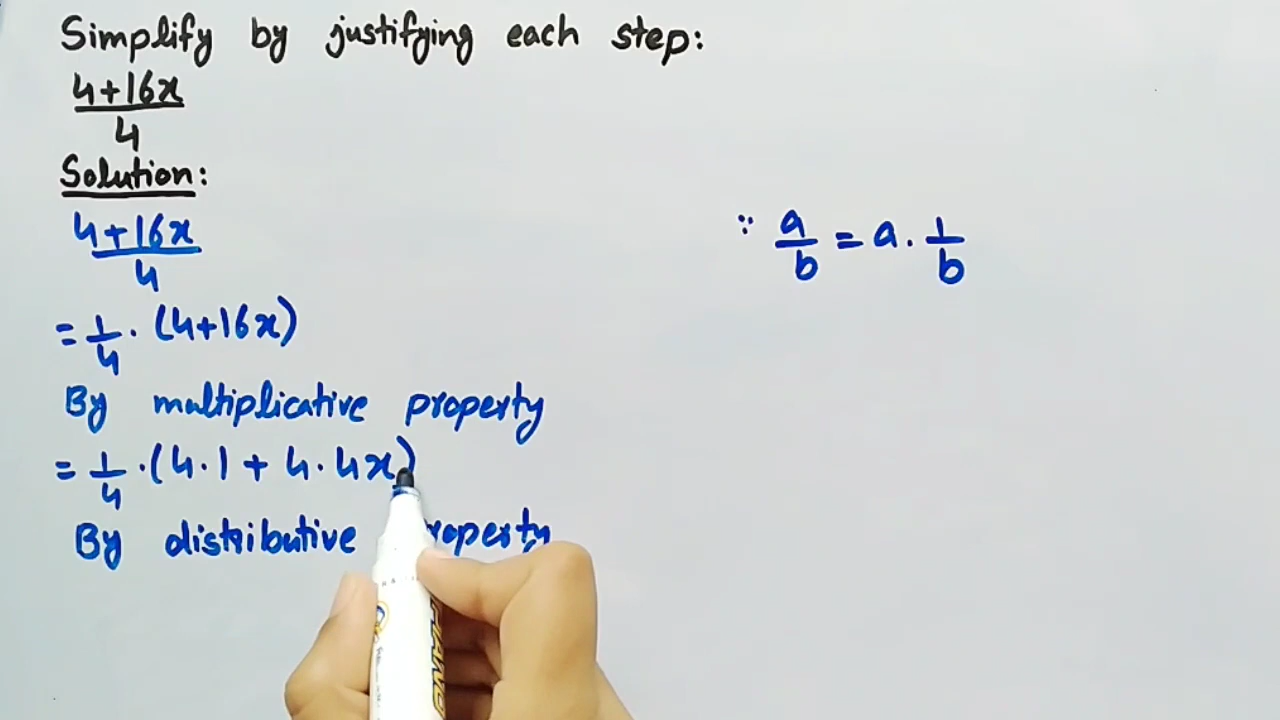 Simplify by justifying each step:
4+16x
4
Solution:
4+16x
4
∵ a/b = a · 1/b
= 1/4 · (4+16x)
By multiplicative property
= 1/4 · (4·1 + 4·4x)
By distributive roperty